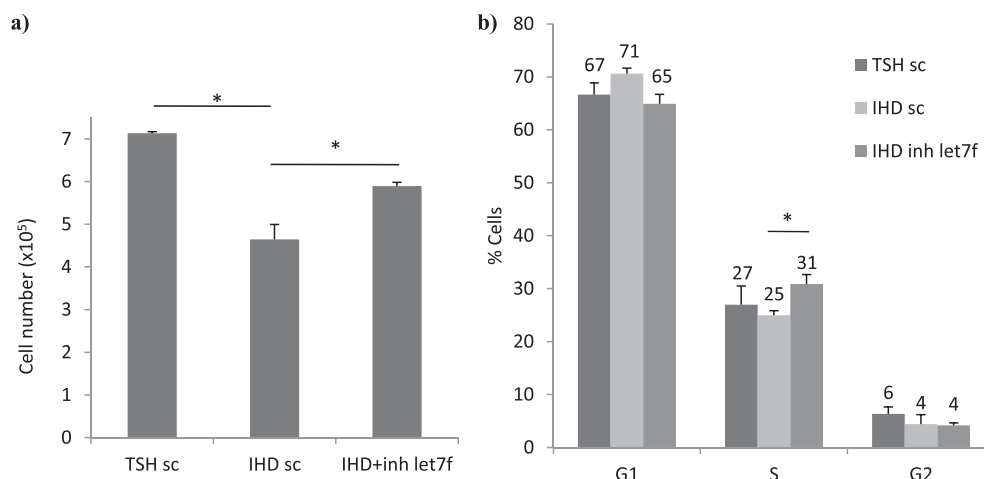 a)
*
*
7
6
5
4
3
2
1
0
Cell number (x10⁵)
TSH sc IHD sc IHD+inh let7f
b)
80
70
60
50
40
30
20
10
0
% Cells
67 71 65
27 25 31
*
6 4 4
G1 S G2
TSH sc
IHD sc
IHD inh let7f